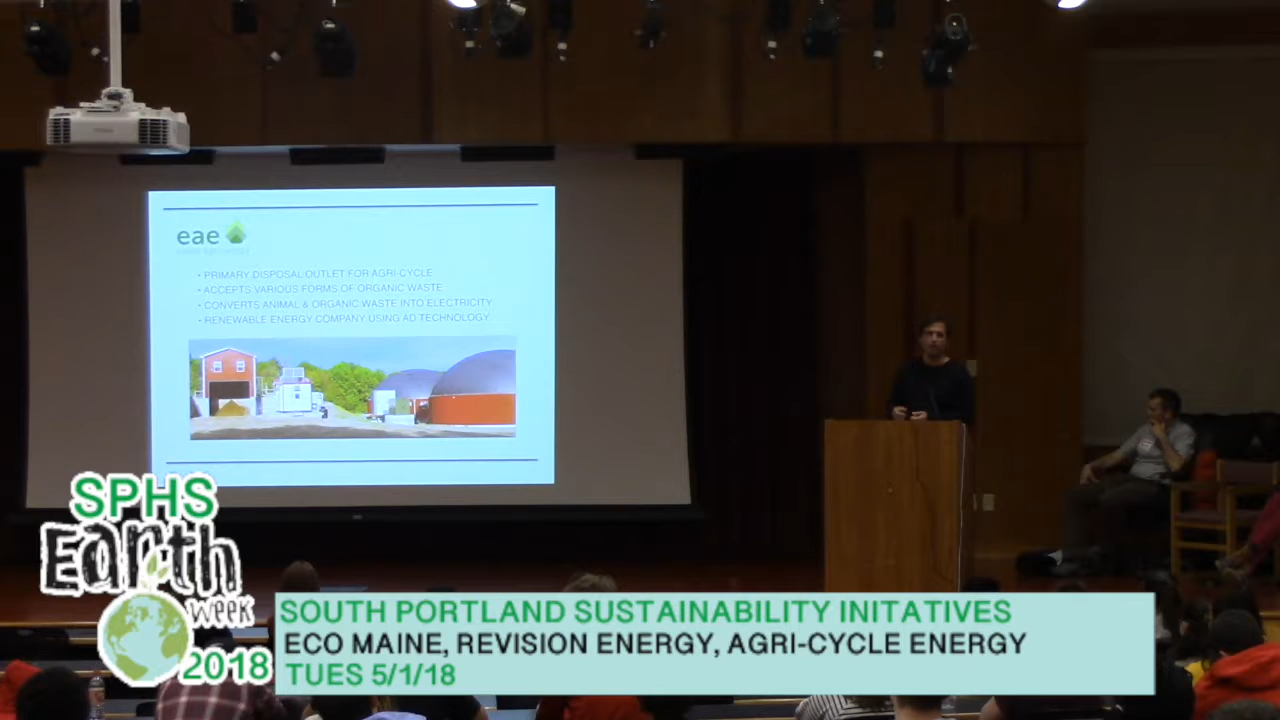 eae
• PRIMARY DISPOSAL OUTLET FOR AGRI-CYCLE
• ACCEPTS VARIOUS FORMS OF ORGANIC WASTE
• CONVERTS ANIMAL & ORGANIC WASTE INTO ELECTRICITY
• RENEWABLE ENERGY COMPANY USING AD TECHNOLOGY
SPHS
Earth
Week
2018
SOUTH PORTLAND SUSTAINABILITY INITATIVES
ECO MAINE, REVISION ENERGY, AGRI-CYCLE ENERGY
TUES 5/1/18